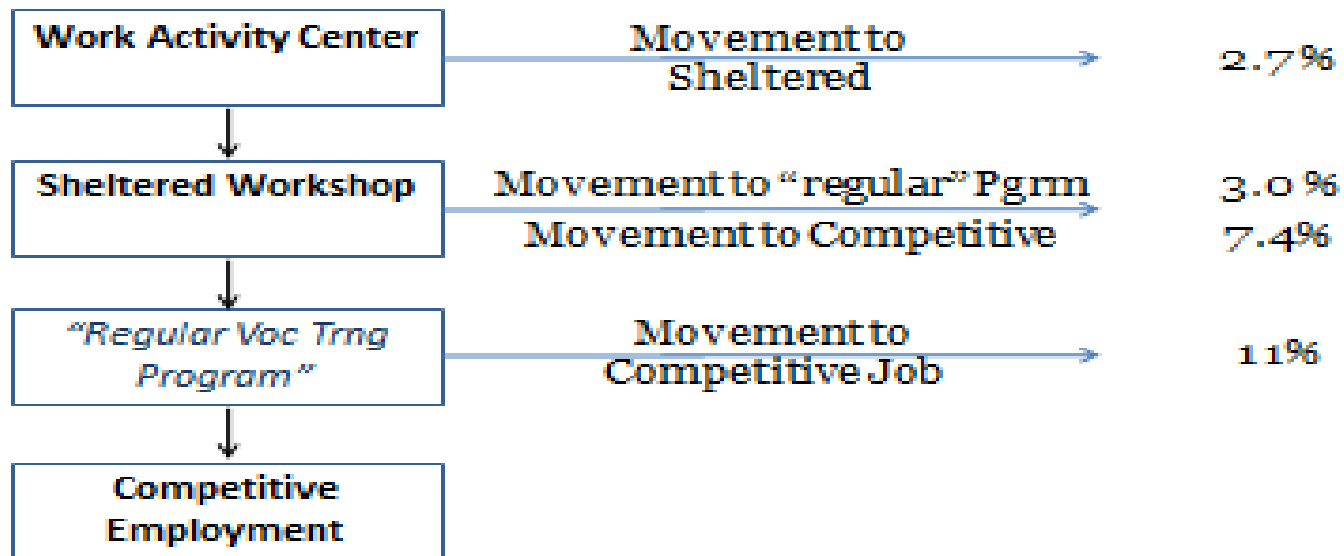 Work Activity Center
Movement to
Sheltered
2.7%
Sheltered Workshop
Movement to “regular” Pgrm
3.0 %
Movement to Competitive
7.4%
“Regular Voc Trng
Program”
Movement to
Competitive Job
11%
Competitive
Employment